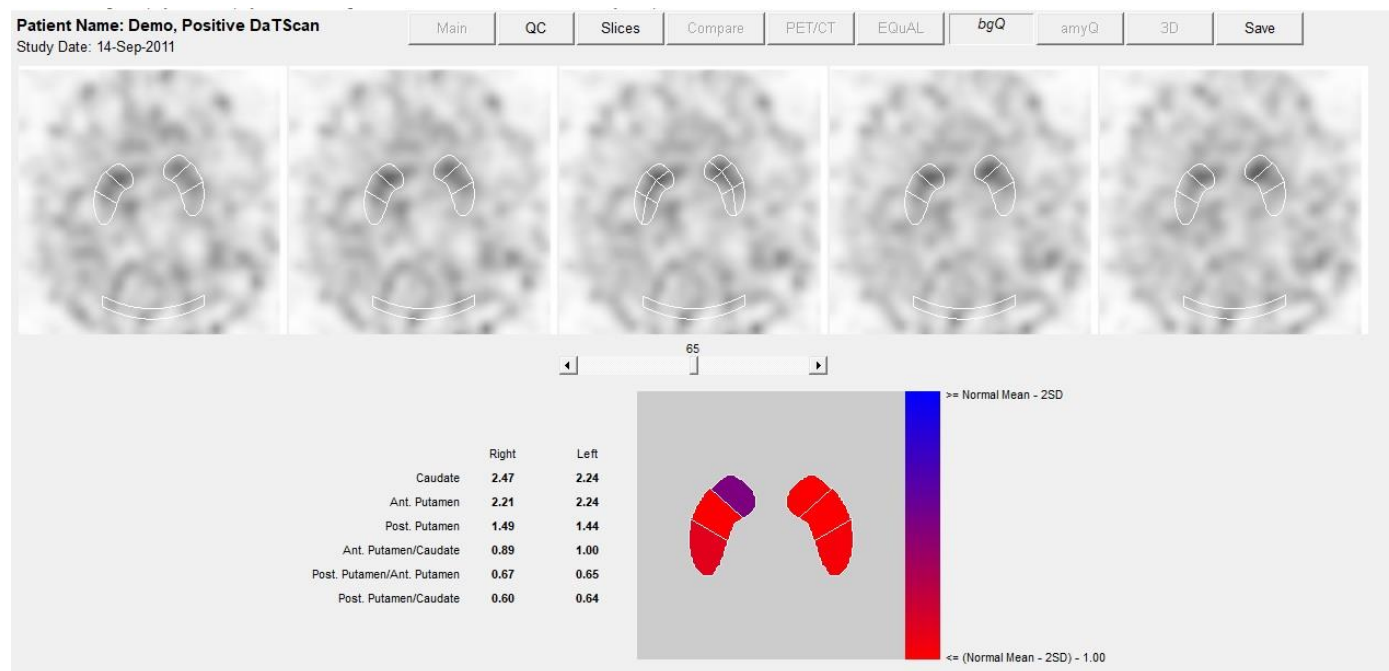 Patient Name: Demo, Positive DaTScan
Study Date: 14-Sep-2011
Main QC Slices Compare PET/CT EQuAL bgQ amyQ 3D Save
65
>= Normal Mean - 2SD
Right Left
Caudate 2.47 2.24
Ant. Putamen 2.21 2.24
Post. Putamen 1.49 1.44
Ant. Putamen/Caudate 0.89 1.00
Post. Putamen/Ant. Putamen 0.67 0.65
Post. Putamen/Caudate 0.60 0.64
<= (Normal Mean - 2SD) - 1.00